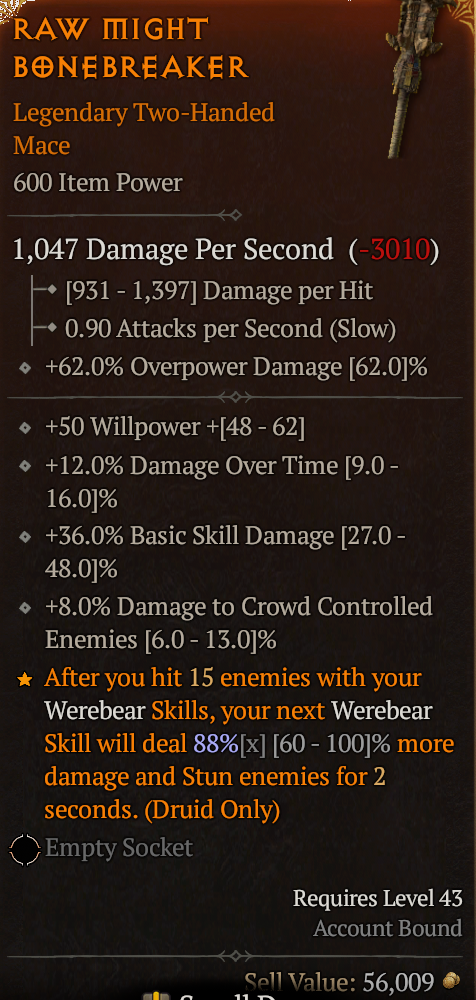 RAW MIGHT
BONEBREAKER
Legendary Two-Handed
Mace
600 Item Power
1,047 Damage Per Second (-3010)
[931 - 1,397] Damage per Hit
0.90 Attacks per Second (Slow)
+62.0% Overpower Damage [62.0]%
+50 Willpower +[48 - 62]
+12.0% Damage Over Time [9.0 -
16.0]%
+36.0% Basic Skill Damage [27.0 -
48.0]%
+8.0% Damage to Crowd Controlled
Enemies [6.0 - 13.0]%
After you hit 15 enemies with your
Werebear Skills, your next Werebear
Skill will deal 88%[x] [60 - 100]% more
damage and Stun enemies for 2
seconds. (Druid Only)
Empty Socket
Requires Level 43
Account Bound
Sell Value: 56,009